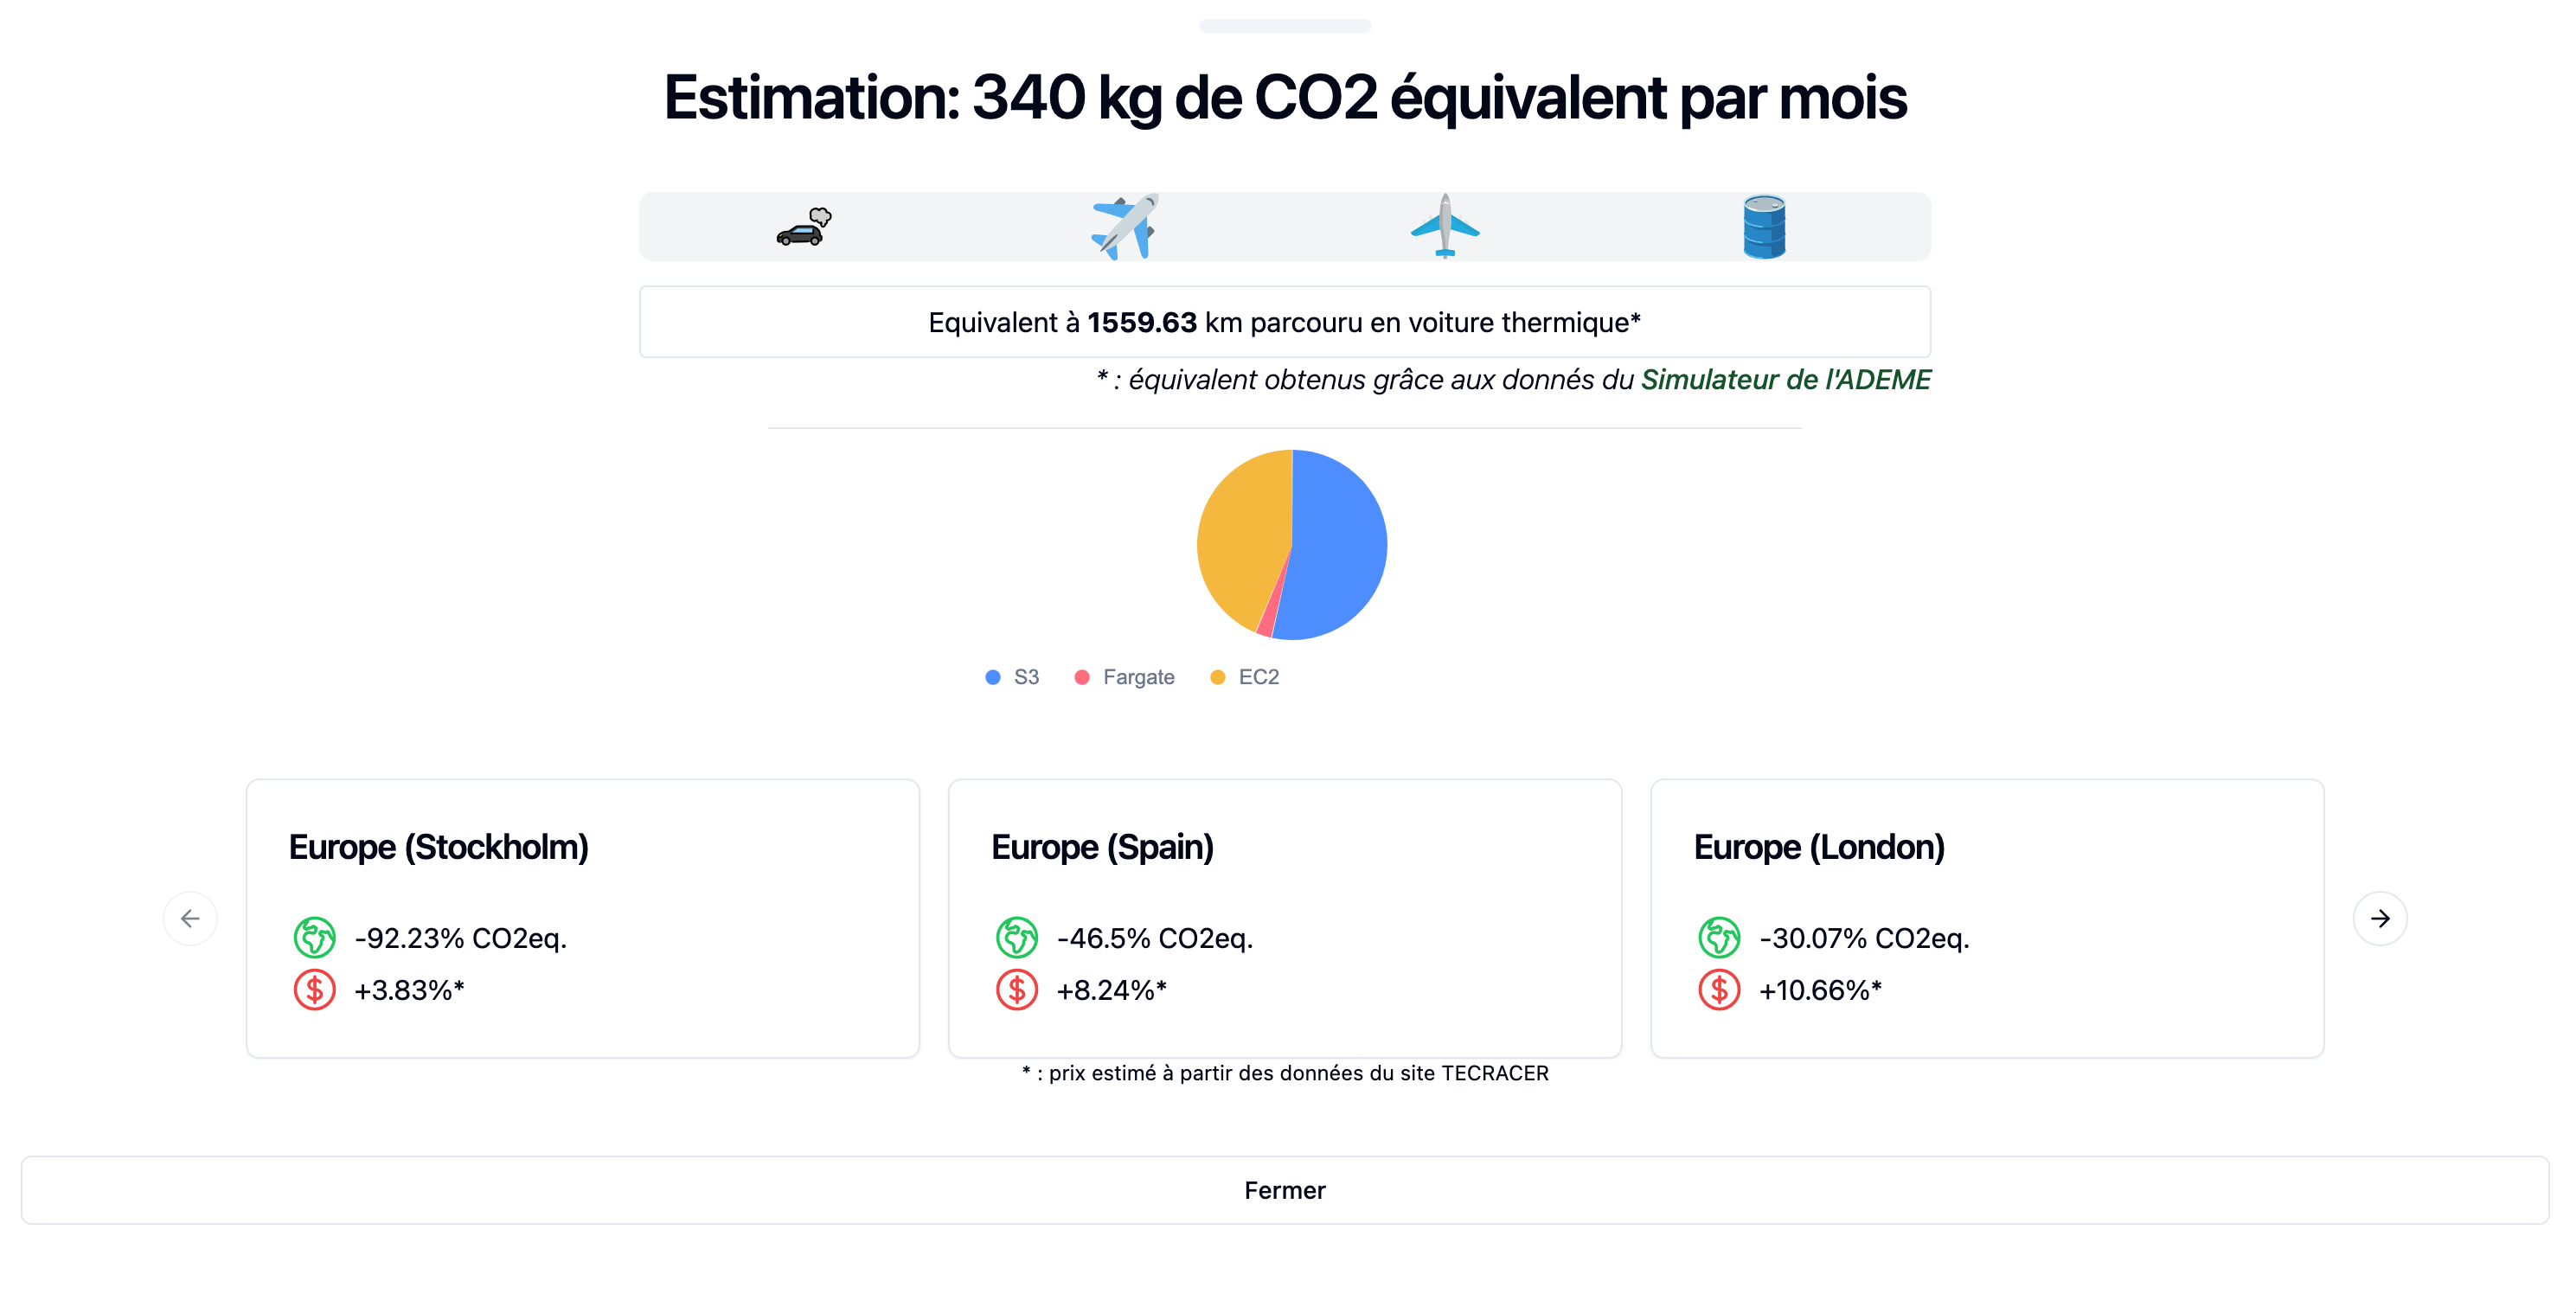 Estimation: 340 kg de CO2 équivalent par mois
Equivalent à 1559.63 km parcouru en voiture thermique*
* : équivalent obtenus grâce aux donnés du Simulateur de l'ADEME
S3 Fargate EC2
Europe (Stockholm)
-92.23% CO2eq.
+3.83%*
Europe (Spain)
-46.5% CO2eq.
+8.24%*
Europe (London)
-30.07% CO2eq.
+10.66%*
* : prix estimé à partir des données du site TECRACER
Fermer